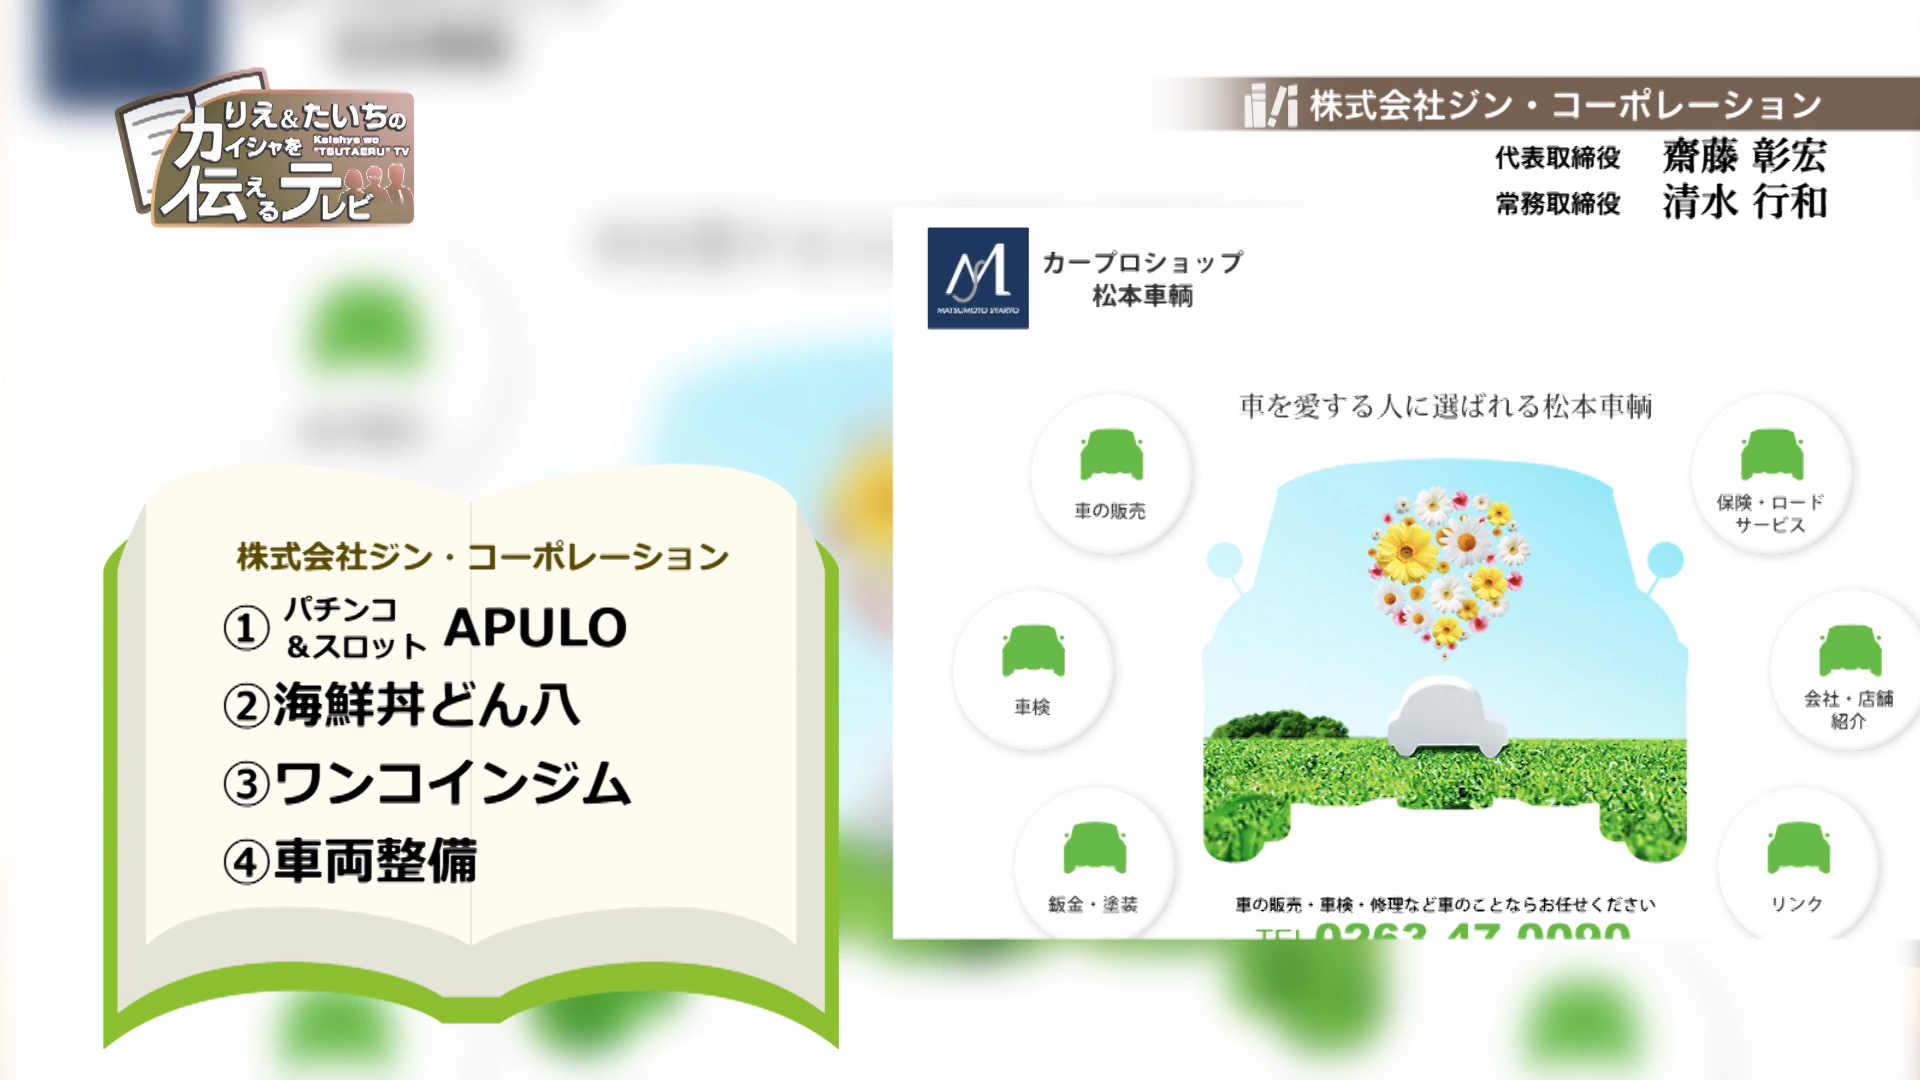 りえ&たいちの
カイシャを
Kaishya wo
"TSUTAERU" TV
伝えるテレビ
株式会社ジン・コーポレーション
代表取締役 齋藤 彰宏
常務取締役 清水 行和
MATSUMOTO SYARYO
カープロショップ
松本車輌
車を愛する人に選ばれる松本車輌
車の販売
保険・ロード
サービス
車検
会社・店舗
紹介
鈑金・塗装
リンク
車の販売・車検・修理など車のことならお任せください
TEL 0263-47-0090
株式会社ジン・コーポレーション
①パチンコ
&スロット APULO
②海鮮丼どん八
③ワンコインジム
④車両整備